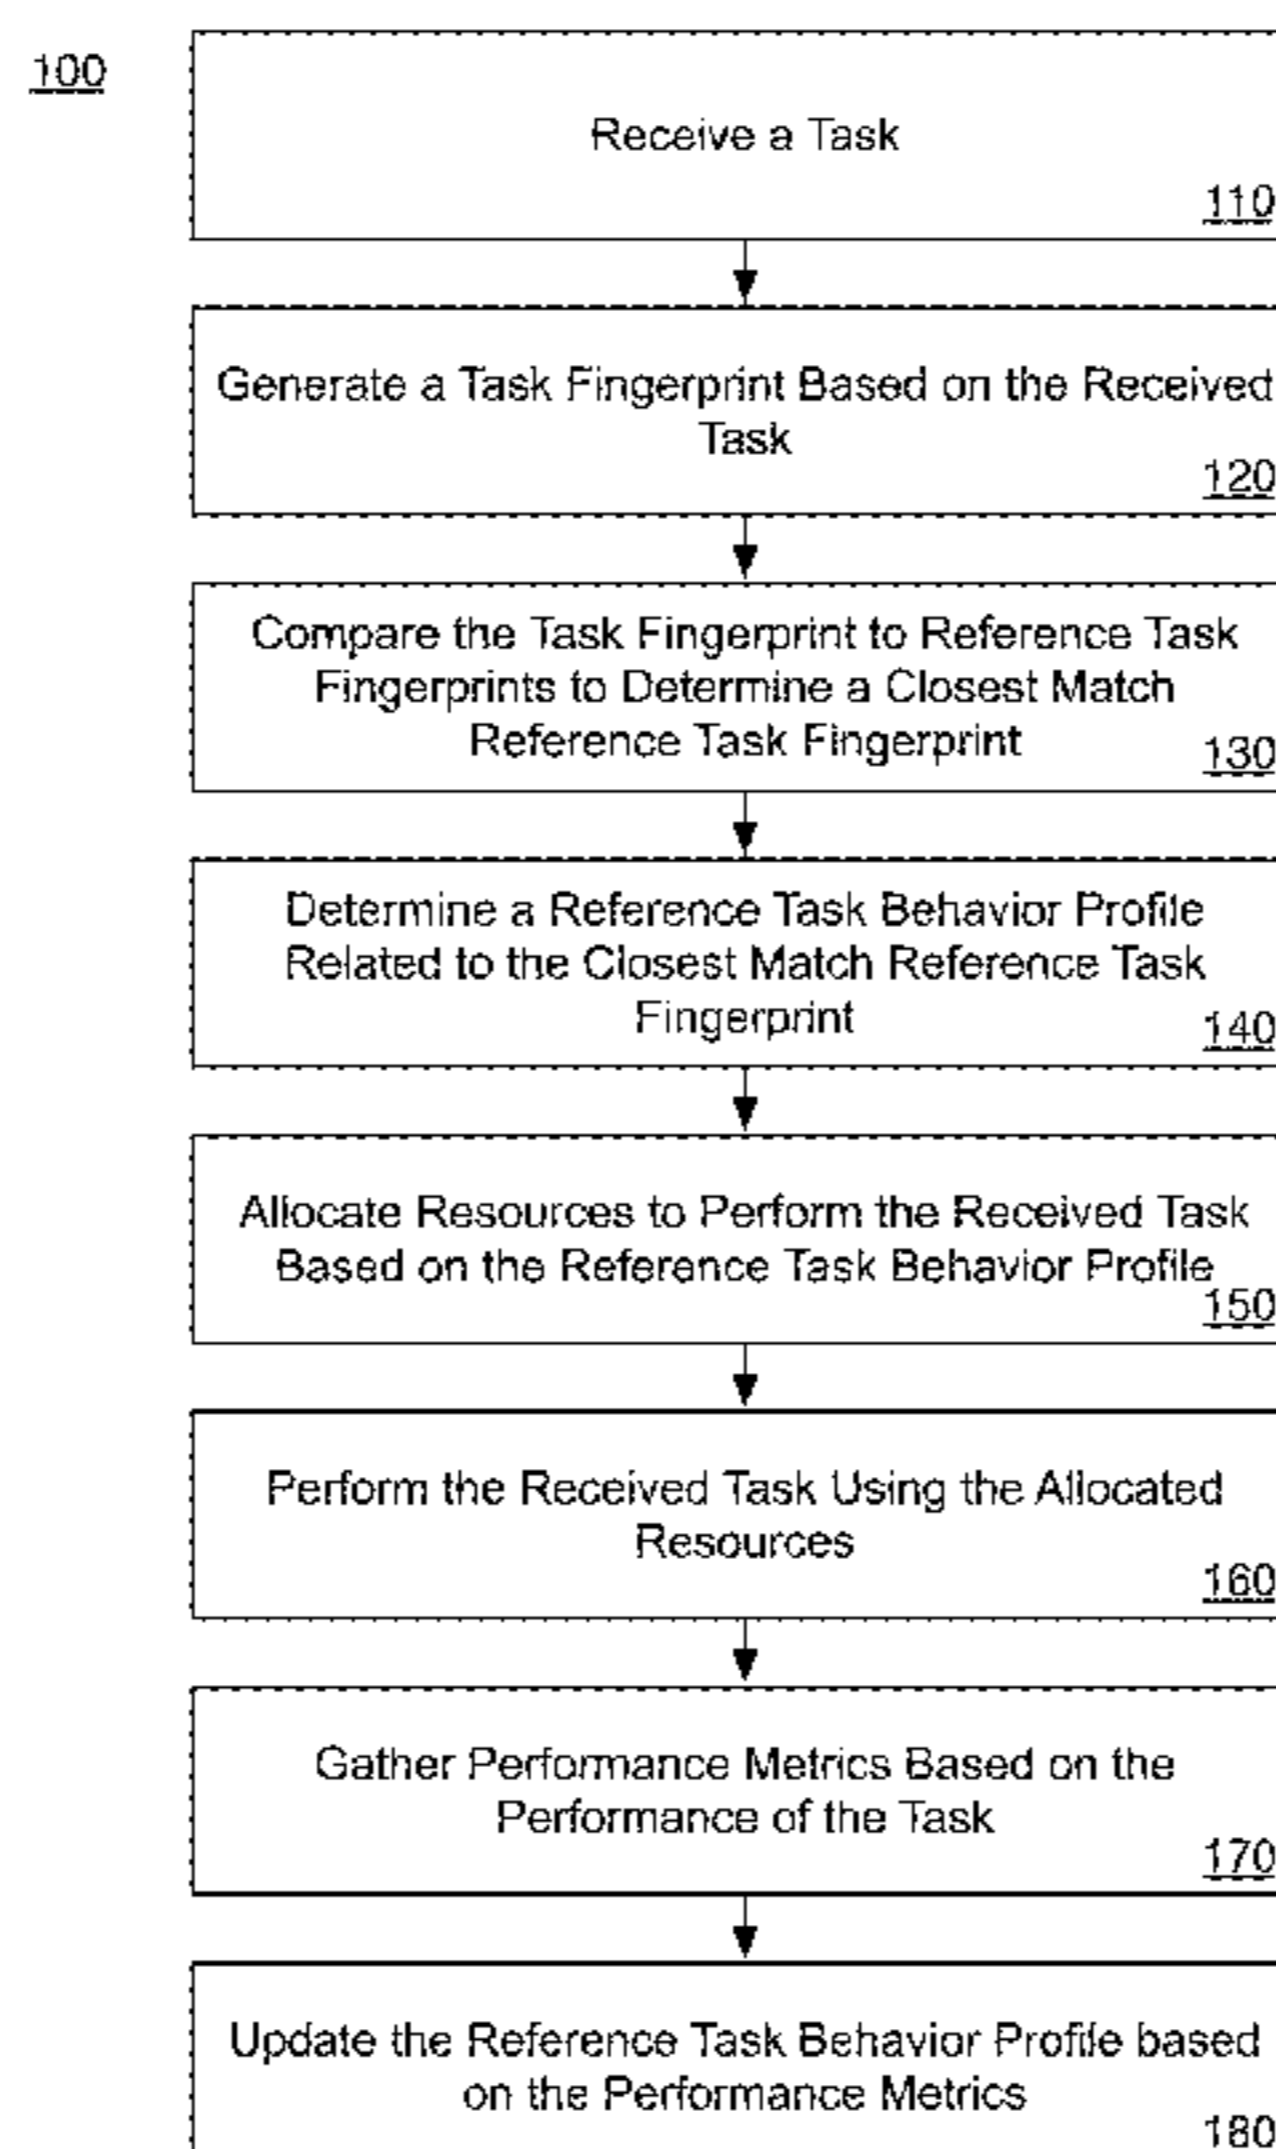 100
Receive a Task
110
Generate a Task Fingerprint Based on the Received
Task
120
Compare the Task Fingerprint to Reference Task
Fingerprints to Determine a Closest Match
Reference Task Fingerprint
130
Determine a Reference Task Behavior Profile
Related to the Closest Match Reference Task
Fingerprint
140
Allocate Resources to Perform the Received Task
Based on the Reference Task Behavior Profile
150
Perform the Received Task Using the Allocated
Resources
160
Gather Performance Metrics Based on the
Performance of the Task
170
Update the Reference Task Behavior Profile based
on the Performance Metrics
180